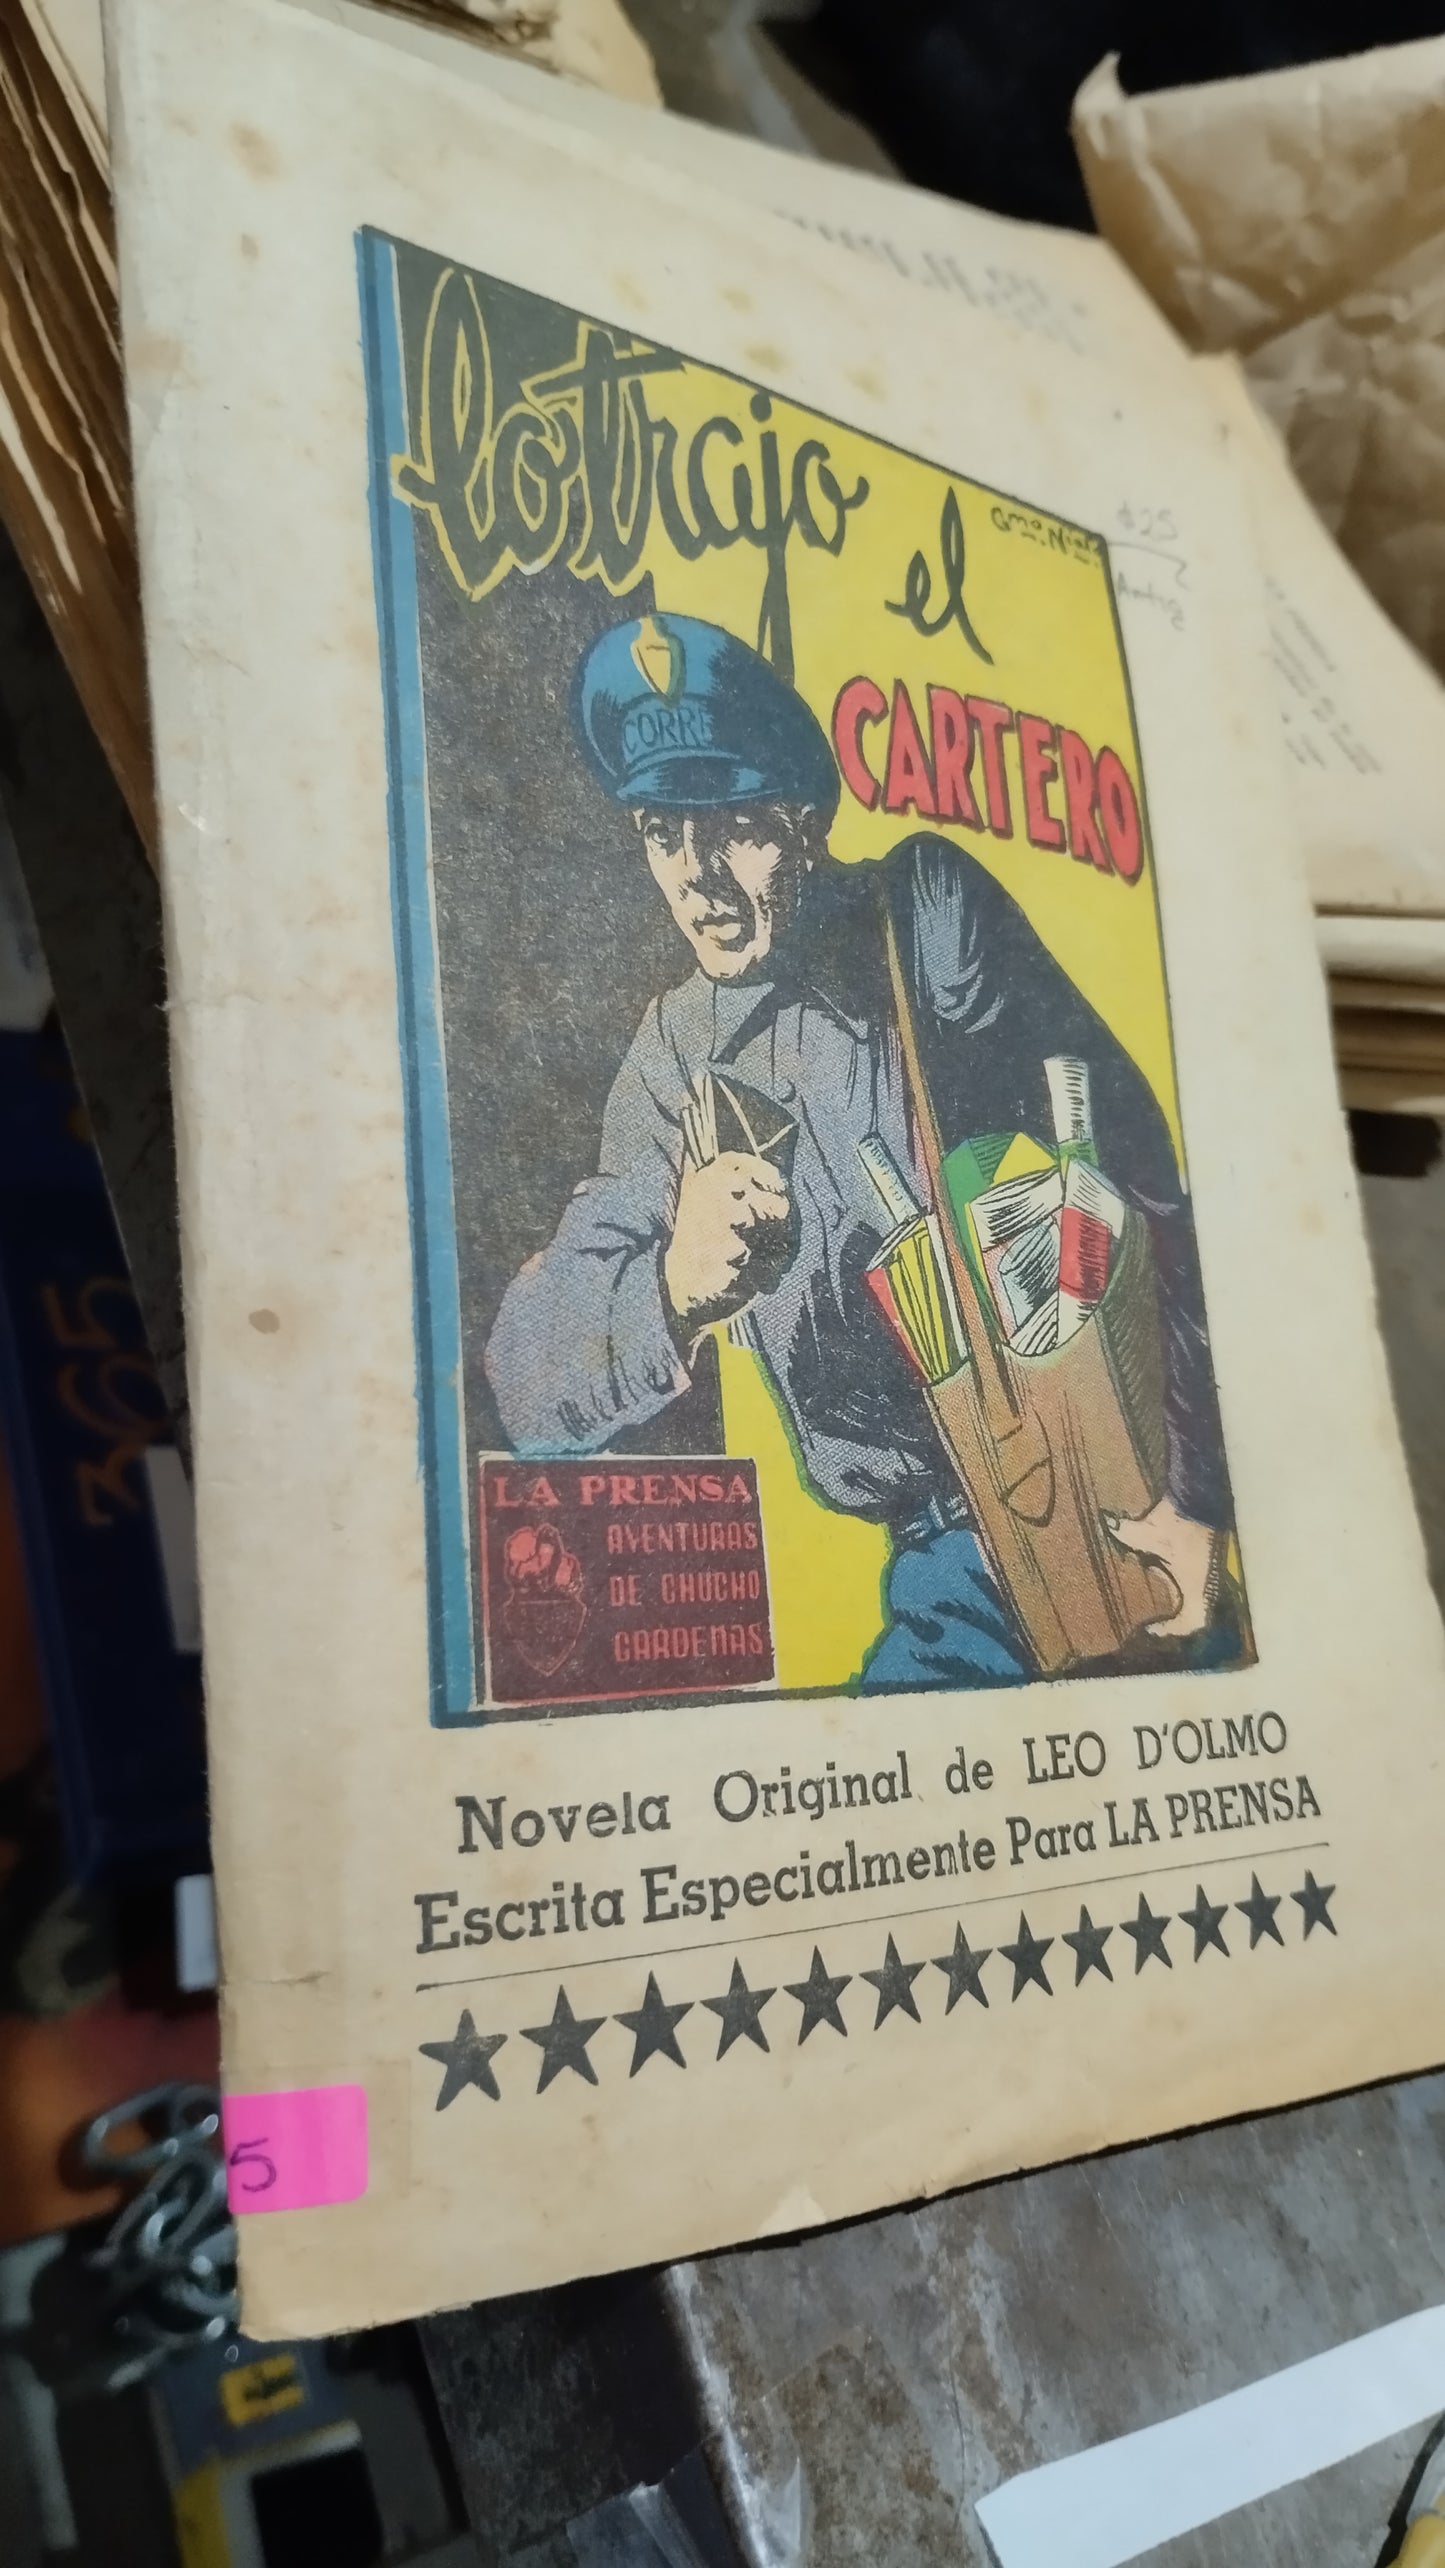 lo trajo
el
CARTERO
$25
CORRE
LA PRENSA
AVENTURAS
DE CHUCHO
CARDENAS
Novela Original de LEO D'OLMO
Escrita Especialmente Para LA PRENSA
5
365